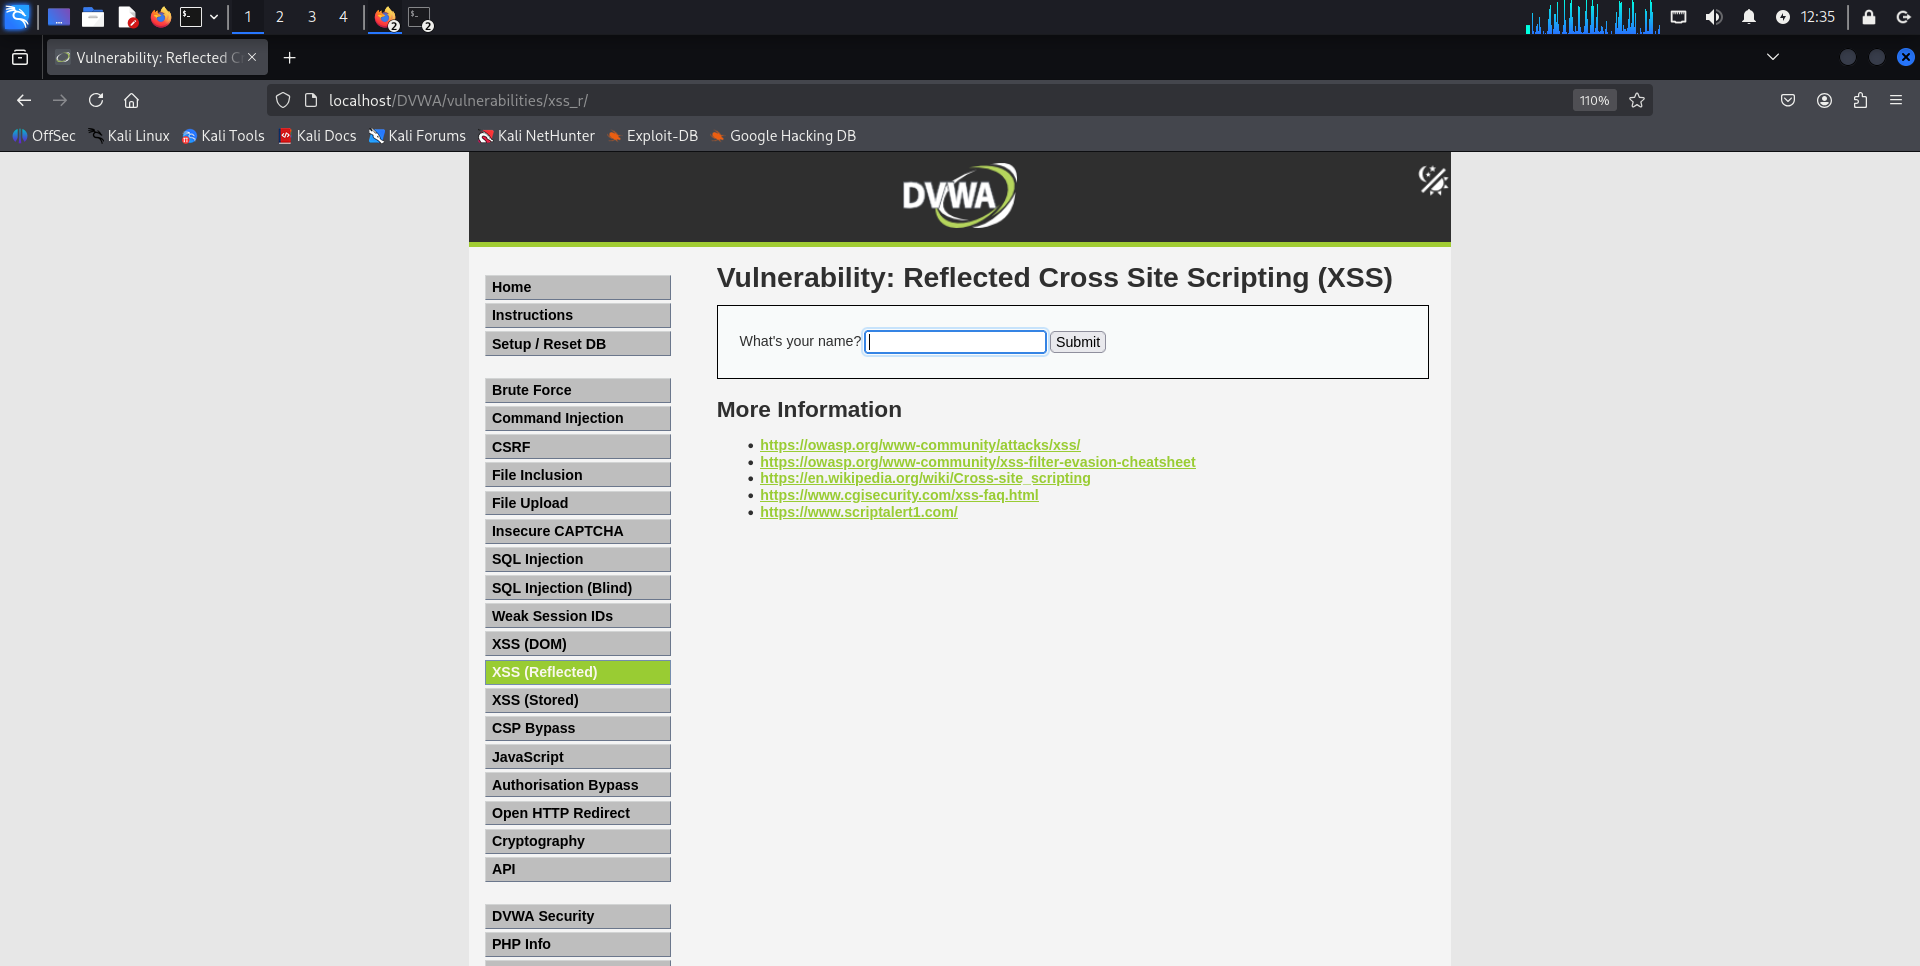 1 2 3 4 2 2 12:35
Vulnerability: Reflected C
localhost/DVWA/vulnerabilities/xss_r/ 110%
OffSec Kali Linux Kali Tools Kali Docs Kali Forums Kali NetHunter Exploit-DB Google Hacking DB
DVWA
Home
Instructions
Setup / Reset DB
Brute Force
Command Injection
CSRF
File Inclusion
File Upload
Insecure CAPTCHA
SQL Injection
SQL Injection (Blind)
Weak Session IDs
XSS (DOM)
XSS (Reflected)
XSS (Stored)
CSP Bypass
JavaScript
Authorisation Bypass
Open HTTP Redirect
Cryptography
API
DVWA Security
PHP Info
Vulnerability: Reflected Cross Site Scripting (XSS)
What's your name? Submit
More Information
https://owasp.org/www-community/attacks/xss/
https://owasp.org/www-community/xss-filter-evasion-cheatsheet
https://en.wikipedia.org/wiki/Cross-site_scripting
https://www.cgisecurity.com/xss-faq.html
https://www.scriptalert1.com/